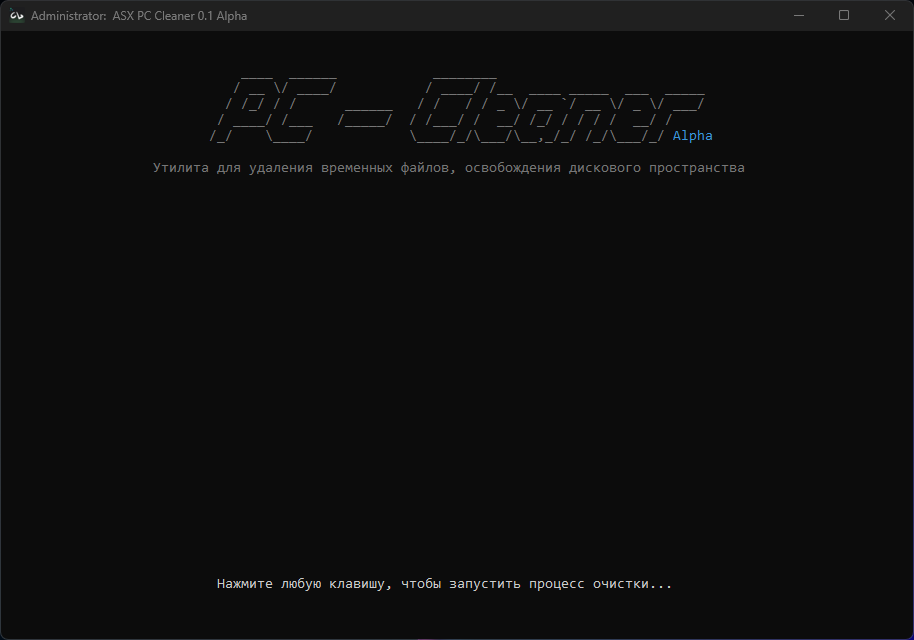 Administrator: ASX PC Cleaner 0.1 Alpha
PC - Cleaner
Alpha
Утилита для удаления временных файлов, освобождения дискового пространства
Нажмите любую клавишу, чтобы запустить процесс очистки...